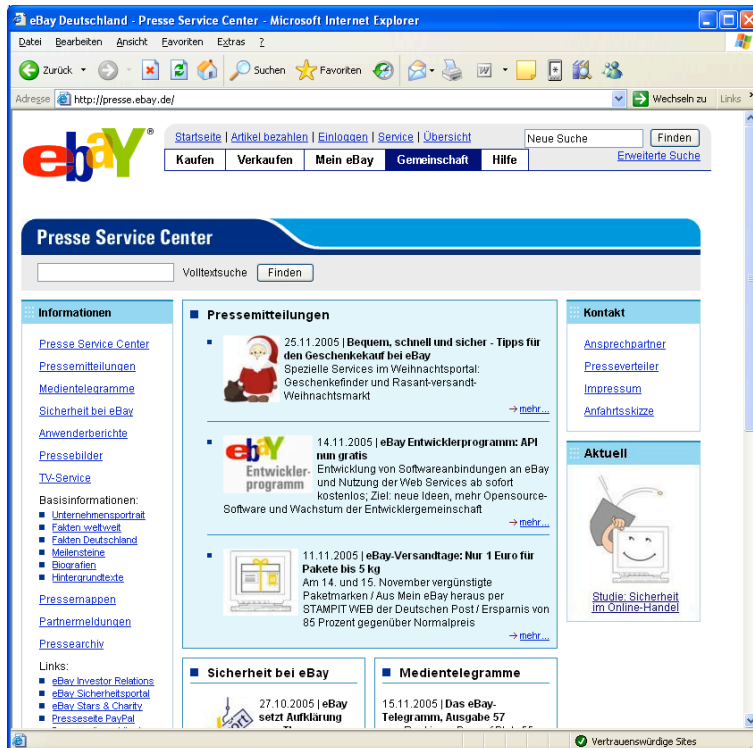 eBay Deutschland - Presse Service Center - Microsoft Internet Explorer
Datei Bearbeiten Ansicht Favoriten Extras ?
Zurück Suchen Favoriten
Adresse http://presse.ebay.de/ Wechseln zu Links
ebaY®
Startseite | Artikel bezahlen | Einloggen | Service | Übersicht
Neue Suche Finden
Kaufen Verkaufen Mein eBay Gemeinschaft Hilfe
Erweiterte Suche
Presse Service Center
Volltextsuche Finden
Informationen
Presse Service Center
Pressemitteilungen
Medientelegramme
Sicherheit bei eBay
Anwenderberichte
Pressebilder
TV-Service
Basisinformationen:
Unternehmensportrait
Fakten weltweit
Fakten Deutschland
Meilensteine
Biografien
Hintergrundtexte
Pressemappen
Partnermeldungen
Pressearchiv
Links:
eBay Investor Relations
eBay Sicherheitsportal
eBay Stars & Charity
Presseseite PayPal
Pressemitteilungen
25.11.2005 | Bequem, schnell und sicher - Tipps für
den Geschenkekauf bei eBay
Spezielle Services im Weihnachtsportal:
Geschenkefinder und Rasant-versandt-
Weihnachtsmarkt
mehr...
ebaY
Entwickler-
programm
14.11.2005 | eBay Entwicklerprogramm: API
nun gratis
Entwicklung von Softwareanbindungen an eBay
und Nutzung der Web Services ab sofort
kostenlos; Ziel: neue Ideen, mehr Opensource-
Software und Wachstum der Entwicklergemeinschaft
mehr...
11.11.2005 | eBay-Versandtage: Nur 1 Euro für
Pakete bis 5 kg
Am 14. und 15. November vergünstigte
Paketmarken / Aus Mein eBay heraus per
STAMPIT WEB der Deutschen Post / Ersparnis von
85 Prozent gegenüber Normalpreis
mehr...
Sicherheit bei eBay
27.10.2005 | eBay
setzt Aufklärung
Medientelegramme
15.11.2005 | Das eBay-
Telegramm, Ausgabe 57
Kontakt
Ansprechpartner
Presseverteiler
Impressum
Anfahrtsskizze
Aktuell
Studie: Sicherheit
im Online-Handel
Vertrauenswürdige Sites